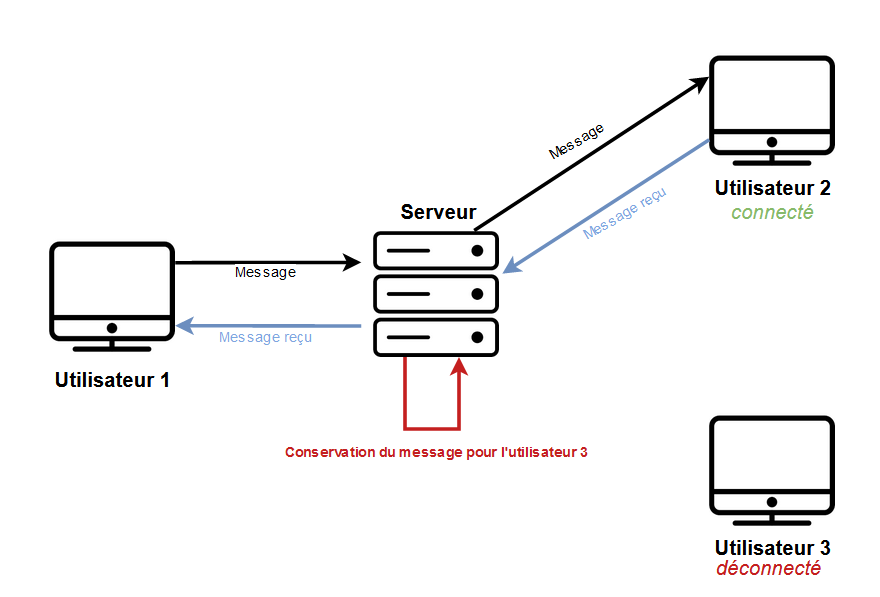 Message
Utilisateur 2
connecté
Message reçu
Serveur
Message
Message reçu
Utilisateur 1
Conservation du message pour l'utilisateur 3
Utilisateur 3
déconnecté